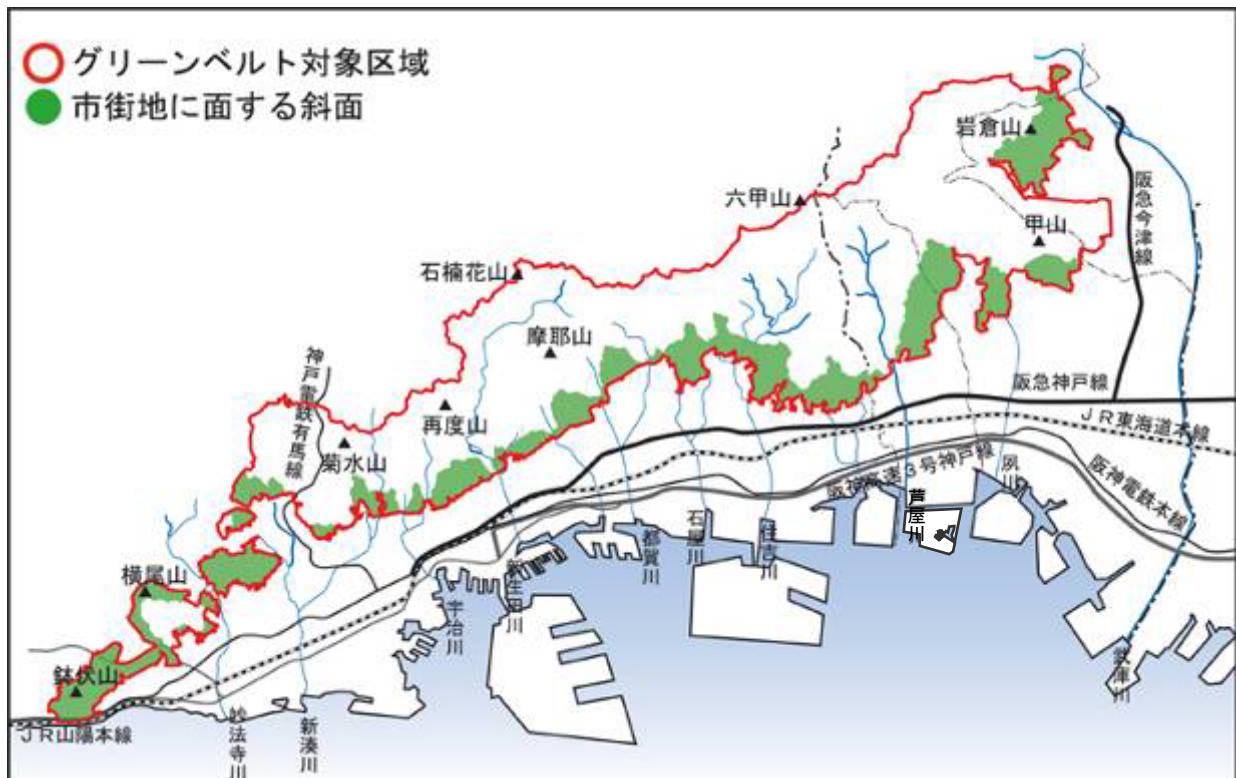 グリーンベルト対象区域
市街地に面する斜面
岩倉山
六甲山
甲山
阪急今津線
石楠花山
摩耶山
神戸電鉄有馬線
再度山
菊水山
阪急神戸線
JR東海道本線
阪神高速3号神戸線
阪神電鉄本線
夙川
芦屋川
住吉川
石屋川
都賀川
新生田川
宇治川
横尾山
鉢伏山
JR山陽本線
妙法寺川
新湊川
武庫川